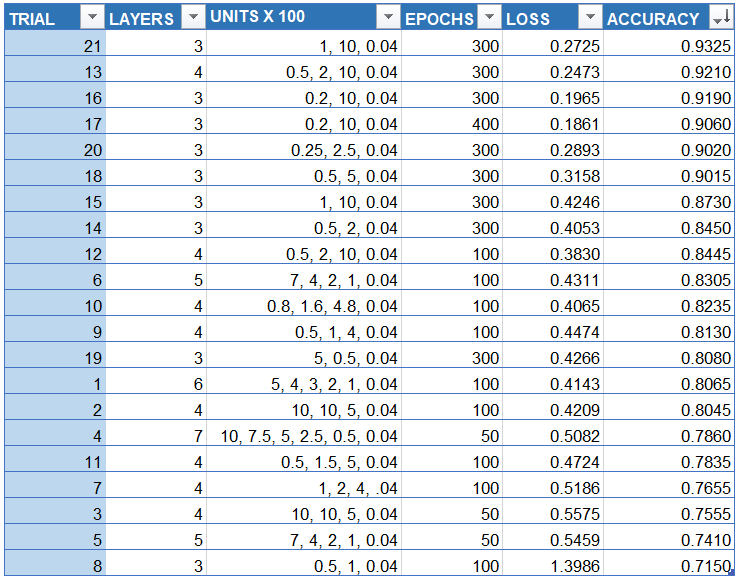 TRIAL LAYERS UNITS X 100 EPOCHS LOSS ACCURACY
21 3 1, 10, 0.04 300 0.2725 0.9325
13 4 0.5, 2, 10, 0.04 300 0.2473 0.9210
16 3 0.2, 10, 0.04 300 0.1965 0.9190
17 3 0.2, 10, 0.04 400 0.1861 0.9060
20 3 0.25, 2.5, 0.04 300 0.2893 0.9020
18 3 0.5, 5, 0.04 300 0.3158 0.9015
15 3 1, 10, 0.04 300 0.4246 0.8730
14 3 0.5, 2, 0.04 300 0.4053 0.8450
12 4 0.5, 2, 10, 0.04 100 0.3830 0.8445
6 5 7, 4, 2, 1, 0.04 100 0.4311 0.8305
10 4 0.8, 1.6, 4.8, 0.04 100 0.4065 0.8235
9 4 0.5, 1, 4, 0.04 100 0.4474 0.8130
19 3 5, 0.5, 0.04 300 0.4266 0.8080
1 6 5, 4, 3, 2, 1, 0.04 100 0.4143 0.8065
2 4 10, 10, 5, 0.04 100 0.4209 0.8045
4 7 10, 7.5, 5, 2.5, 0.5, 0.04 50 0.5082 0.7860
11 4 0.5, 1.5, 5, 0.04 100 0.4724 0.7835
7 4 1, 2, 4, .04 100 0.5186 0.7655
3 4 10, 10, 5, 0.04 50 0.5575 0.7555
5 5 7, 4, 2, 1, 0.04 50 0.5459 0.7410
8 3 0.5, 1, 0.04 100 1.3986 0.7150